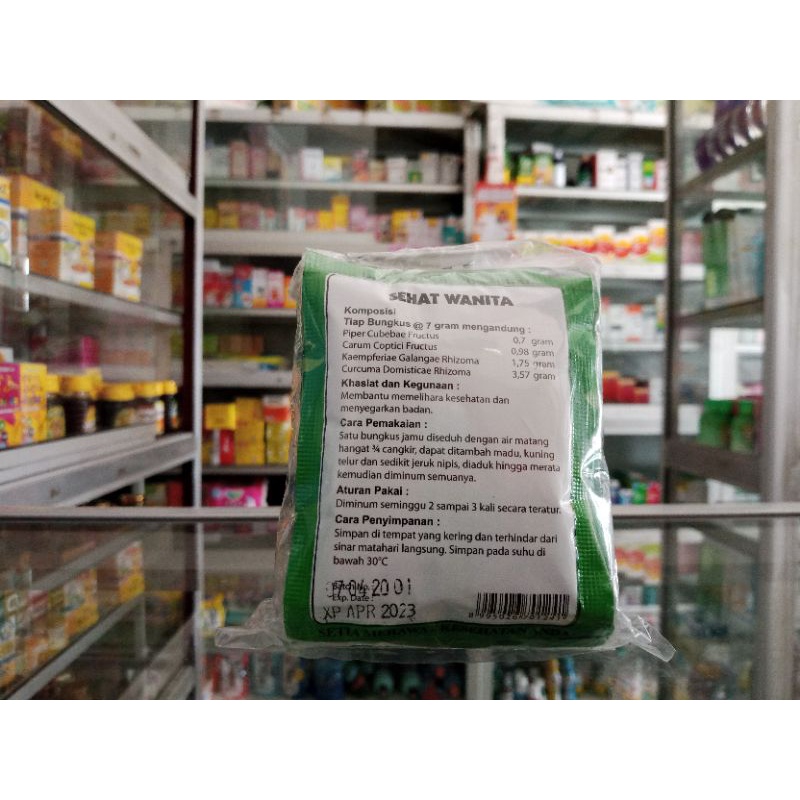 SEHAT WANITA
Komposisi
Tiap Bungkus @ 7 gram mengandung :
Piper Cubebae Fructus 0,7 gram
Carum Coptici Fructus 0,98 gram
Kaempferiae Galangae Rhizoma 1,75 gram
Curcuma Domisticae Rhizoma 3,57 gram
Khasiat dan Kegunaan :
Membantu memelihara kesehatan dan
menyegarkan badan.
Cara Pemakaian :
Satu bungkus jamu diseduh dengan air matang
hangat ¾ cangkir, dapat ditambah madu, kuning
telur dan sedikit jeruk nipis, diaduk hingga merata
kemudian diminum semuanya.
Aturan Pakai :
Diminum seminggu 2 sampai 3 kali secara teratur.
Cara Penyimpanan :
Simpan di tempat yang kering dan terhindar dari
sinar matahari langsung. Simpan pada suhu di
bawah 30°C
Exp. Date :
XP APR 2023